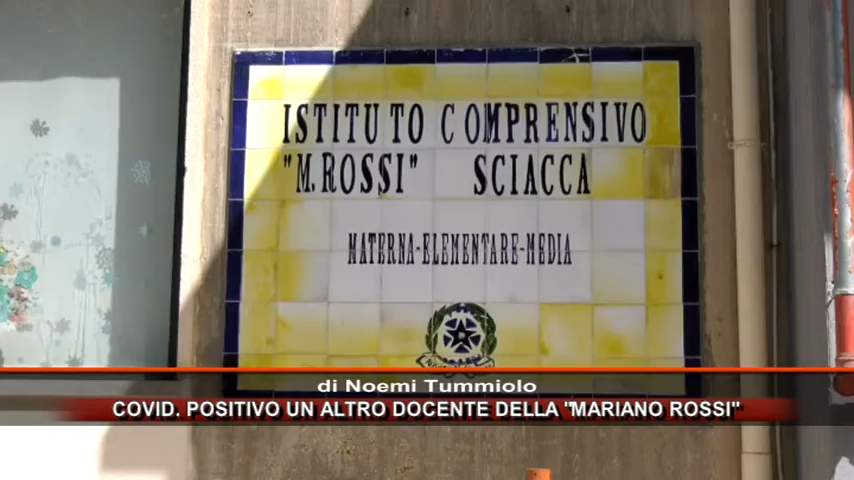 ISTITUTO COMPRENSIVO
"M. ROSSI" SCIACCA
MATERNA-ELEMENTARE-MEDIA
di Noemi Tummiolo
COVID. POSITIVO UN ALTRO DOCENTE DELLA "MARIANO ROSSI"